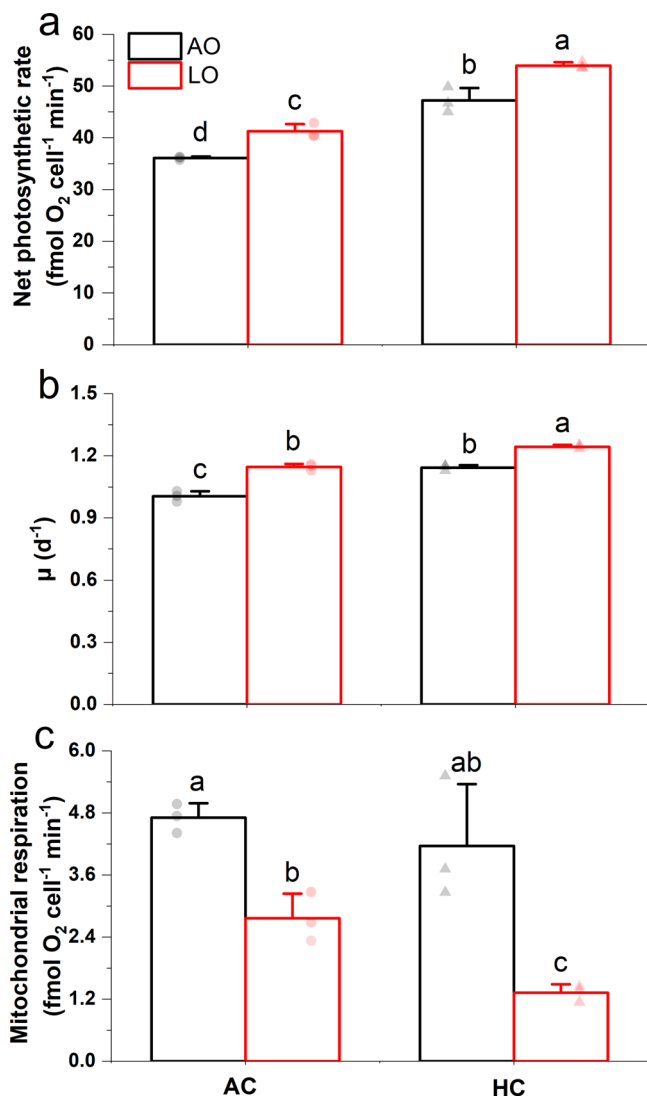 a
AO
LO
Net photosynthetic rate
(fmol O₂ cell⁻¹ min⁻¹)
60
50
40
30
20
10
0
d
c
b
a
b
μ (d⁻¹)
1.5
1.2
0.9
0.6
0.3
0.0
c
b
b
a
c
Mitochondrial respiration
(fmol O₂ cell⁻¹ min⁻¹)
6.0
4.8
3.6
2.4
1.2
0.0
a
b
ab
c
AC
HC